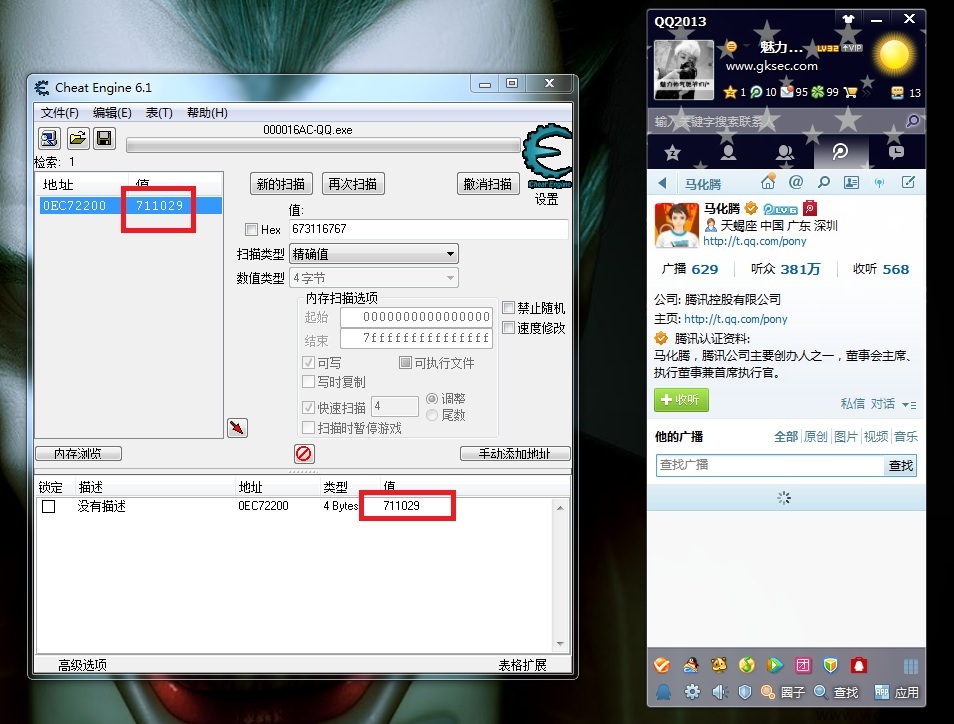 Cheat Engine 6.1
文件(F) 编辑(E) 表(T) 帮助(H)
000016AC-QQ.exe
检索: 1
地址 值
0EC72200 711029
新的扫描 再次扫描 撤消扫描
Cheat Engine
设置
值:
Hex 673116767
扫描类型 精确值
数值类型 4字节
内存扫描选项
起始 0000000000000000
结束 7fffffffffffffff
可写 可执行文件
写时复制
快速扫描 4 调整
尾数
扫描时暂停游戏
禁止随机
速度修改
内存浏览 手动添加地址
锁定 描述 地址 类型 值
没有描述 0EC72200 4 Bytes 711029
高级选项 表格扩展
QQ2013
魅力... LV32 VIP
www.gksec.com
1 10 95 99 13
输入关键字搜索联系
马化腾
马化腾 LV6
天蝎座 中国 广东 深圳
http://t.qq.com/pony
广播 629 听众 381万 收听 568
公司: 腾讯控股有限公司
主页: http://t.qq.com/pony
腾讯认证资料:
马化腾，腾讯公司主要创办人之一，董事会主席、
执行董事兼首席执行官。
收听 私信 对话
他的广播 全部 原创 图片 视频 音乐
查找广播 查找
团
圈子 查找 APP 应用